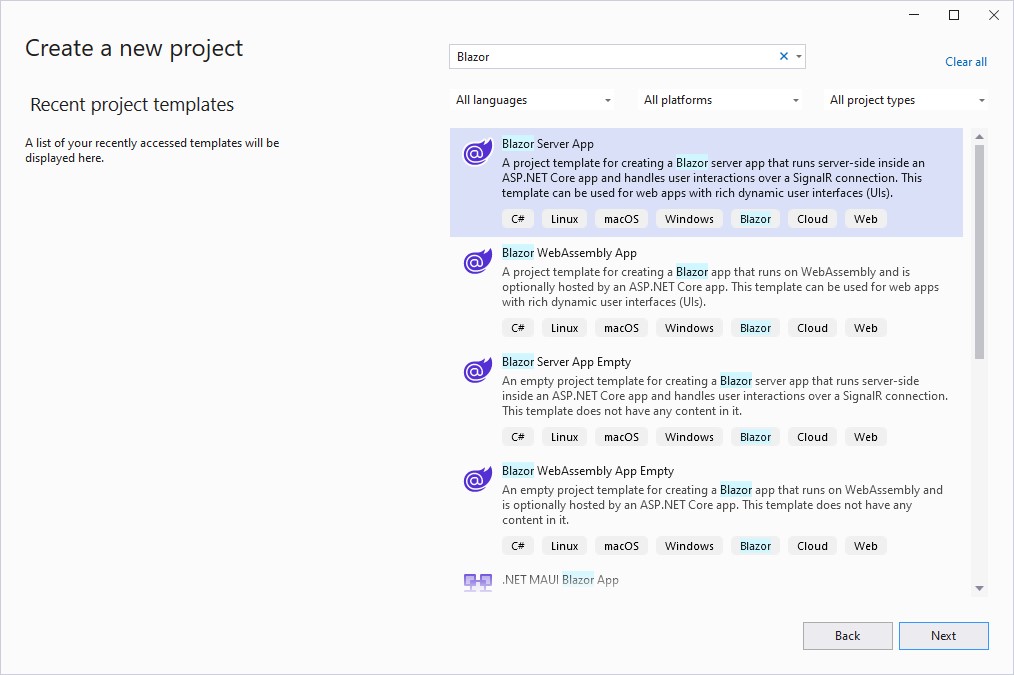 Create a new project
Recent project templates
A list of your recently accessed templates will be
displayed here.
Blazor
Clear all
All languages
All platforms
All project types
Blazor Server App
A project template for creating a Blazor server app that runs server-side inside an
ASP.NET Core app and handles user interactions over a SignalR connection. This
template can be used for web apps with rich dynamic user interfaces (UIs).
C# Linux macOS Windows Blazor Cloud Web
Blazor WebAssembly App
A project template for creating a Blazor app that runs on WebAssembly and is
optionally hosted by an ASP.NET Core app. This template can be used for web apps
with rich dynamic user interfaces (UIs).
C# Linux macOS Windows Blazor Cloud Web
Blazor Server App Empty
An empty project template for creating a Blazor server app that runs server-side
inside an ASP.NET Core app and handles user interactions over a SignalR connection.
This template does not have any content in it.
C# Linux macOS Windows Blazor Cloud Web
Blazor WebAssembly App Empty
An empty project template for creating a Blazor app that runs on WebAssembly and
is optionally hosted by an ASP.NET Core app. This template does not have any
content in it.
C# Linux macOS Windows Blazor Cloud Web
.NET MAUI Blazor App
Back
Next